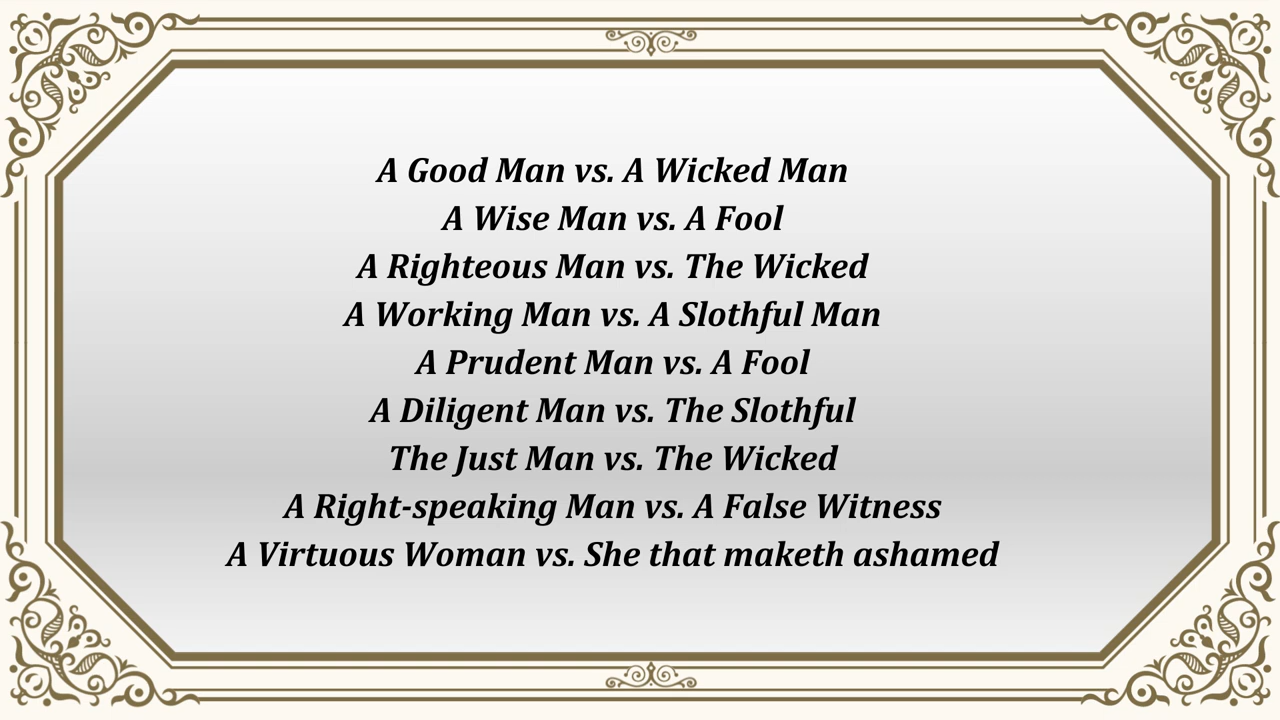 A Good Man vs. A Wicked Man
A Wise Man vs. A Fool
A Righteous Man vs. The Wicked
A Working Man vs. A Slothful Man
A Prudent Man vs. A Fool
A Diligent Man vs. The Slothful
The Just Man vs. The Wicked
A Right-speaking Man vs. A False Witness
A Virtuous Woman vs. She that maketh ashamed